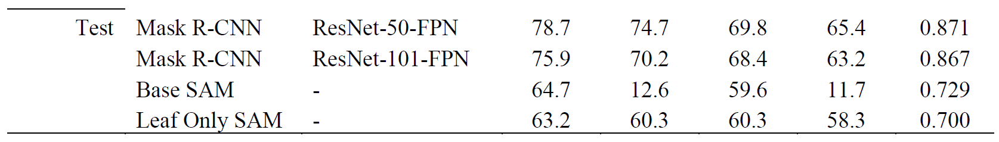 Test Mask R-CNN ResNet-50-FPN 78.7 74.7 69.8 65.4 0.871
Mask R-CNN ResNet-101-FPN 75.9 70.2 68.4 63.2 0.867
Base SAM - 64.7 12.6 59.6 11.7 0.729
Leaf Only SAM - 63.2 60.3 60.3 58.3 0.700